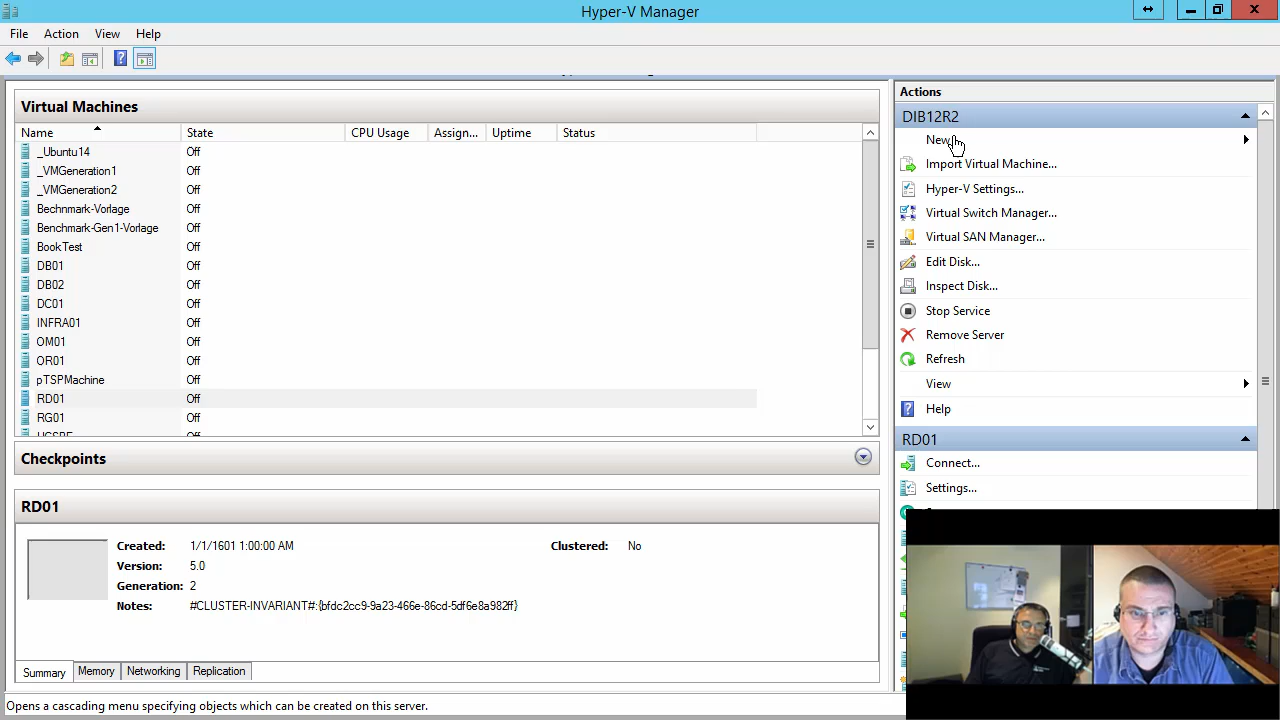 Hyper-V Manager
File Action View Help
Virtual Machines
Name State CPU Usage Assign... Uptime Status
_Ubuntu14 Off
_VMGeneration1 Off
_VMGeneration2 Off
Bechnmark-Vorlage Off
Benchmark-Gen1-Vorlage Off
BookTest Off
DB01 Off
DB02 Off
DC01 Off
INFRA01 Off
OM01 Off
OR01 Off
pTSPMachine Off
RD01 Off
RG01 Off
Checkpoints
RD01
Created: 1/1/1601 1:00:00 AM Clustered: No
Version: 5.0
Generation: 2
Notes: #CLUSTER-INVARIANT#:{bfdc2cc9-9a23-466e-86cd-5df6e8a982ff}
Summary Memory Networking Replication
Opens a cascading menu specifying objects which can be created on this server.
Actions
DIB12R2
New
Import Virtual Machine...
Hyper-V Settings...
Virtual Switch Manager...
Virtual SAN Manager...
Edit Disk...
Inspect Disk...
Stop Service
Remove Server
Refresh
View
Help
RD01
Connect...
Settings...